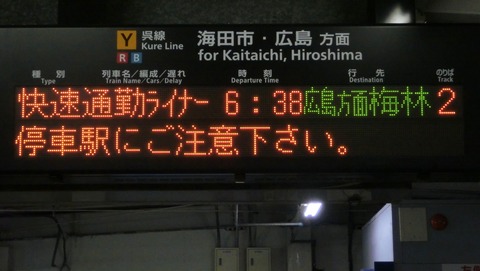 Y 呉線 Kure Line
R B
海田市・広島 方面
for Kaitaichi, Hiroshima
種別 列車名/編成/遅れ 時刻 行先 のりば
Type Train Name/Cars/Delay Departure Time Destination Track
快速通勤ライナー 6:38 広島方面梅林 2
停車駅にご注意下さい。